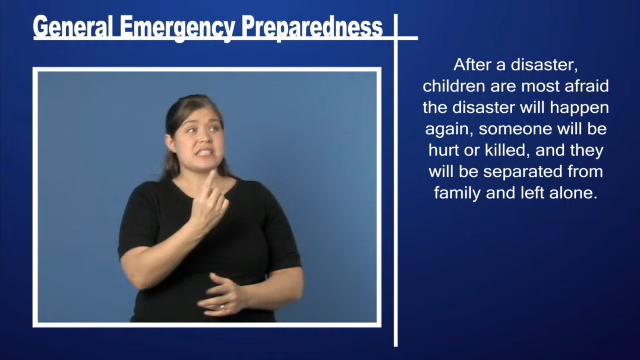 General Emergency Preparedness
After a disaster,
children are most afraid
the disaster will happen
again, someone will be
hurt or killed, and they
will be separated from
family and left alone.